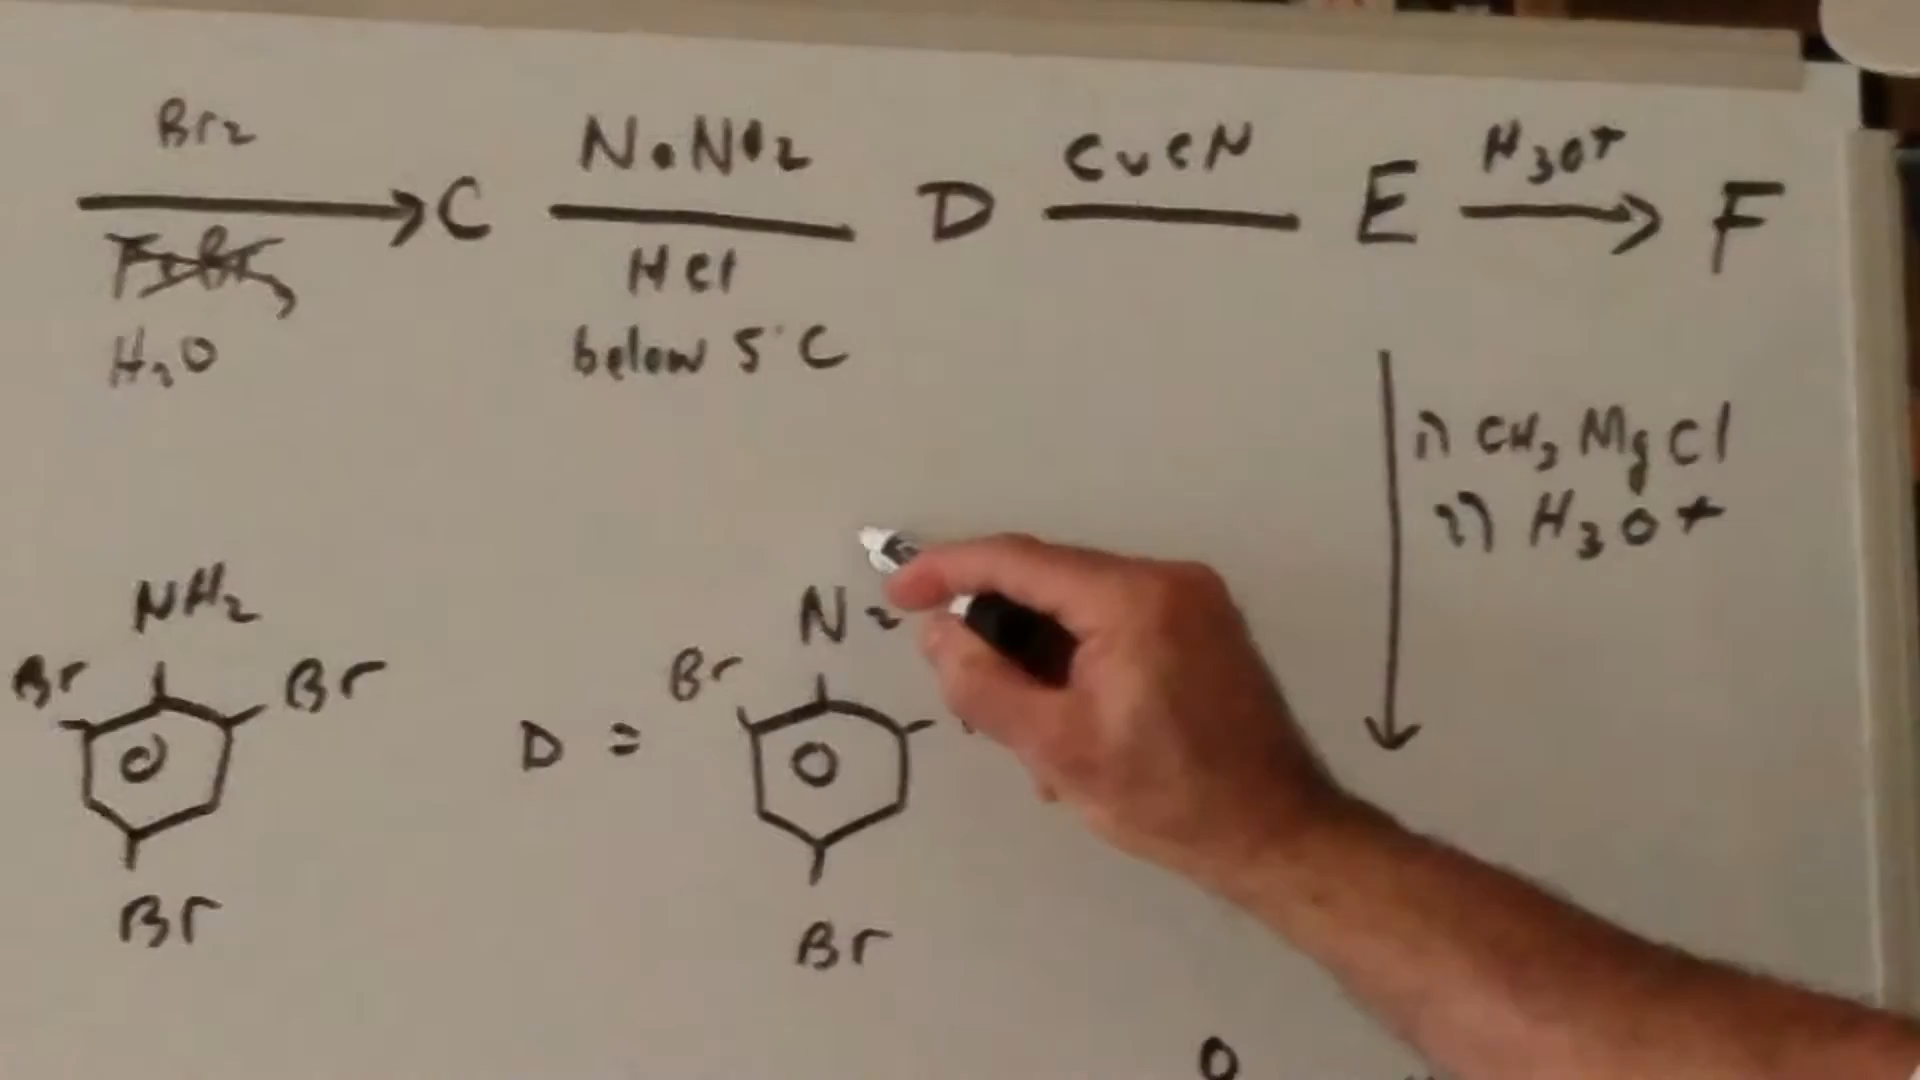 Br2
NaNO2
CuCN
H3O+
C
D
E
F
HCl
H2O
below 5°C
1) CH3MgCl
2) H3O+
NH2
N2
Br
Br
Br
D =
Br
Br
O